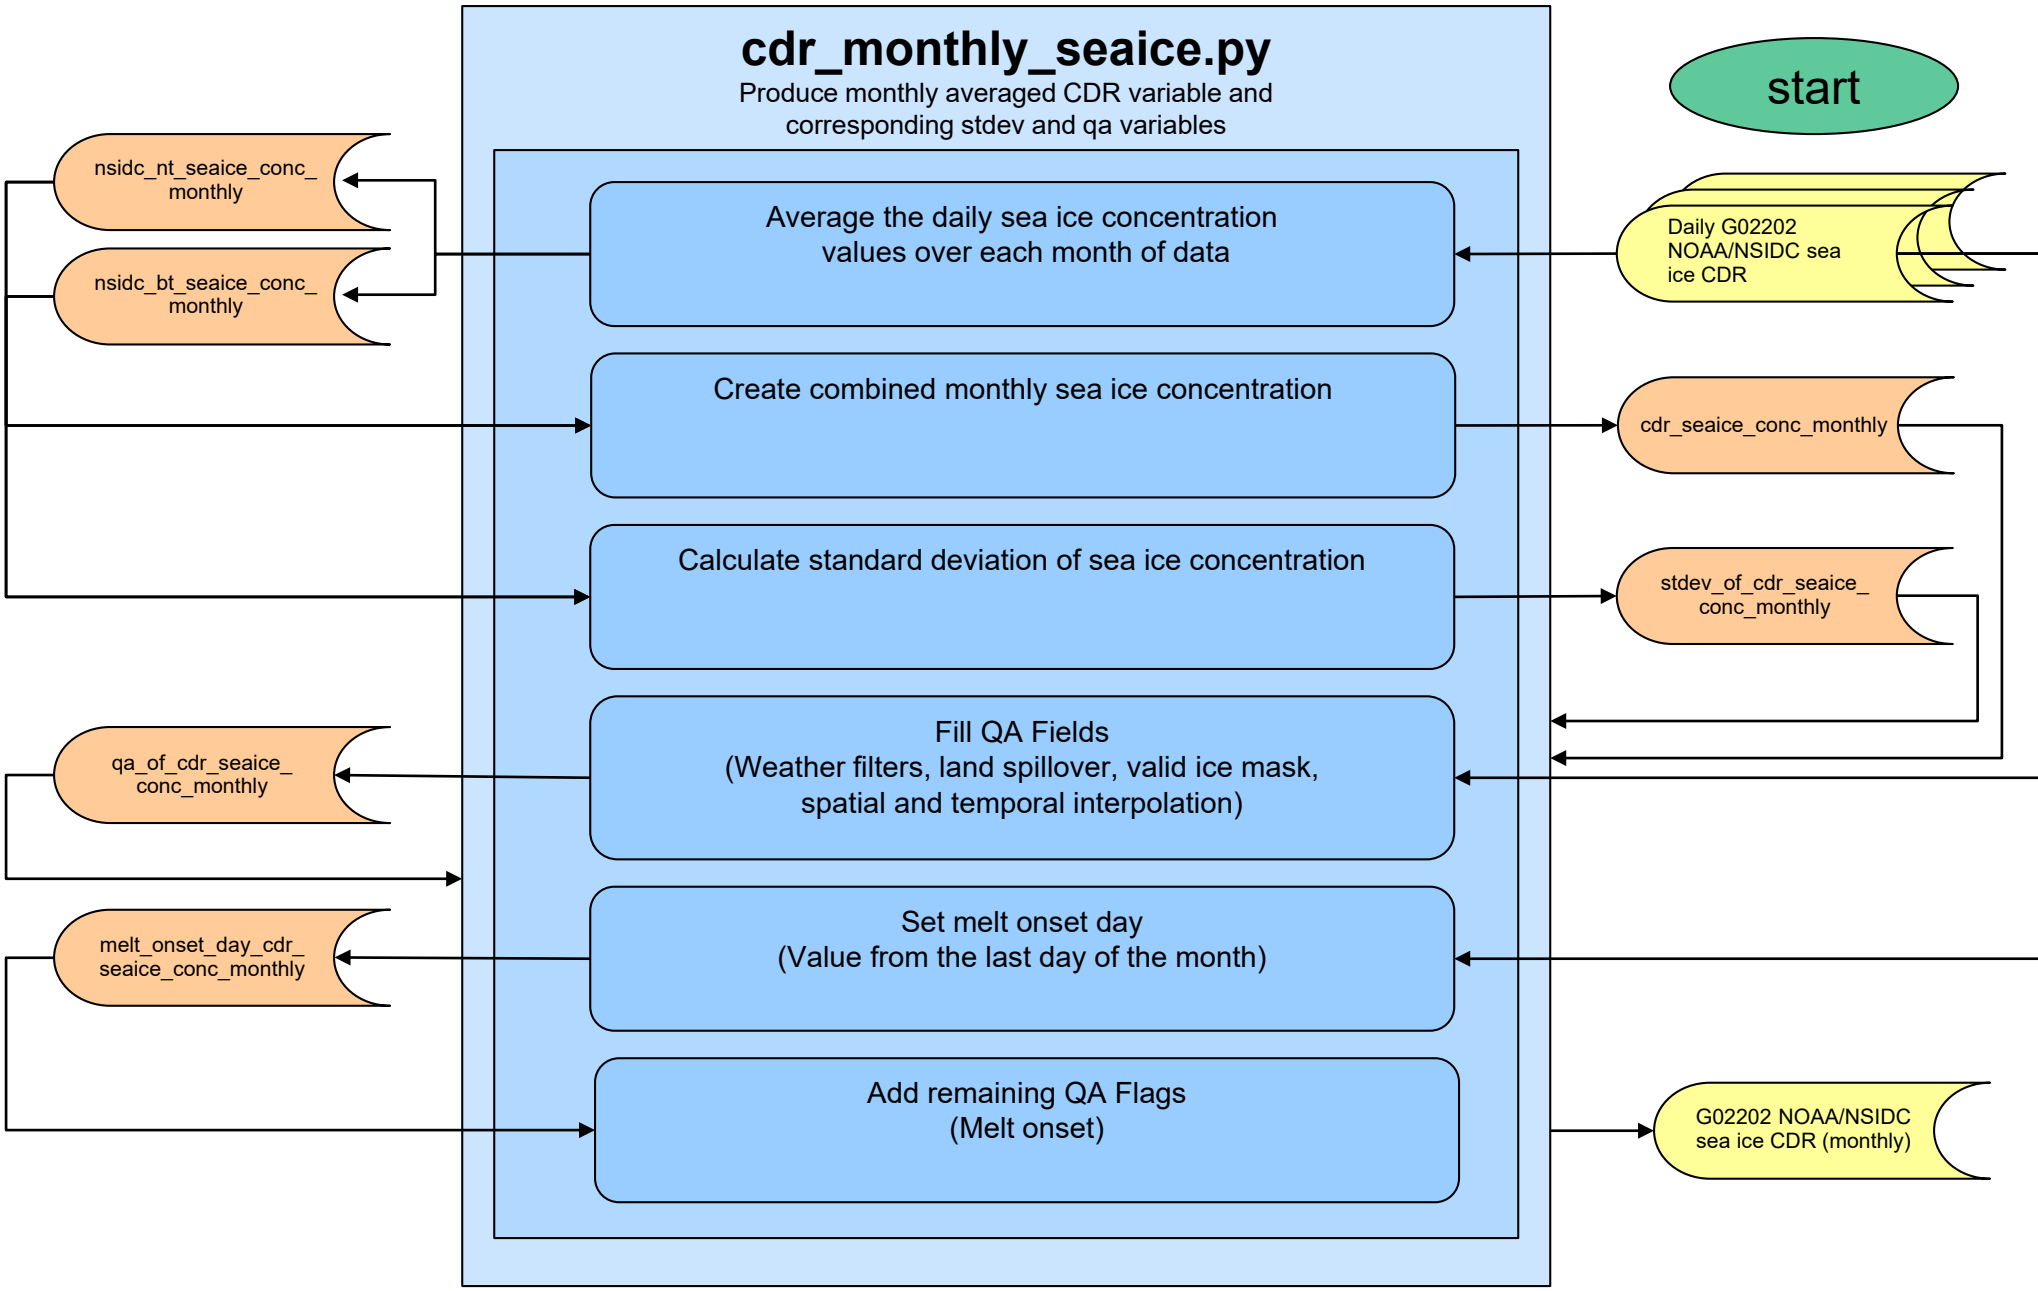 cdr_monthly_seaice.py
Produce monthly averaged CDR variable and
corresponding stdev and qa variables
start
nsidc_nt_seaice_conc_
monthly
nsidc_bt_seaice_conc_
monthly
Average the daily sea ice concentration
values over each month of data
Daily G02202
NOAA/NSIDC sea
ice CDR
Create combined monthly sea ice concentration
cdr_seaice_conc_monthly
Calculate standard deviation of sea ice concentration
stdev_of_cdr_seaice_
conc_monthly
Fill QA Fields
(Weather filters, land spillover, valid ice mask,
spatial and temporal interpolation)
qa_of_cdr_seaice_
conc_monthly
Set melt onset day
(Value from the last day of the month)
melt_onset_day_cdr_
seaice_conc_monthly
Add remaining QA Flags
(Melt onset)
G02202 NOAA/NSIDC
sea ice CDR (monthly)